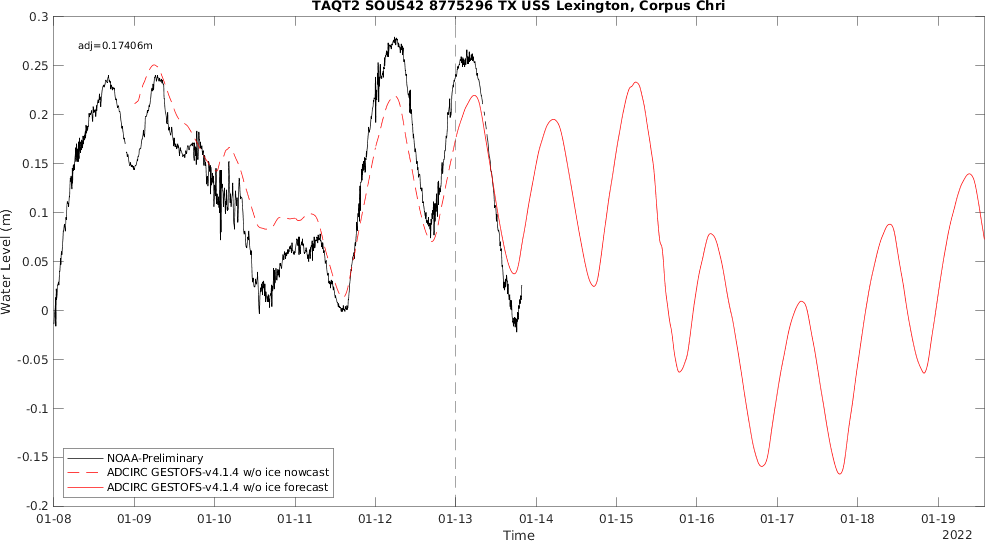 TAQT2 SOUS42 8775296 TX USS Lexington, Corpus Chri
adj=0.17406m
0.3
0.25
0.2
0.15
0.1
0.05
0
-0.05
-0.1
-0.15
-0.2
Water Level (m)
NOAA-Preliminary
ADCIRC GESTOFS-v4.1.4 w/o ice nowcast
ADCIRC GESTOFS-v4.1.4 w/o ice forecast
01-08 01-09 01-10 01-11 01-12 01-13 01-14 01-15 01-16 01-17 01-18 01-19
Time
2022